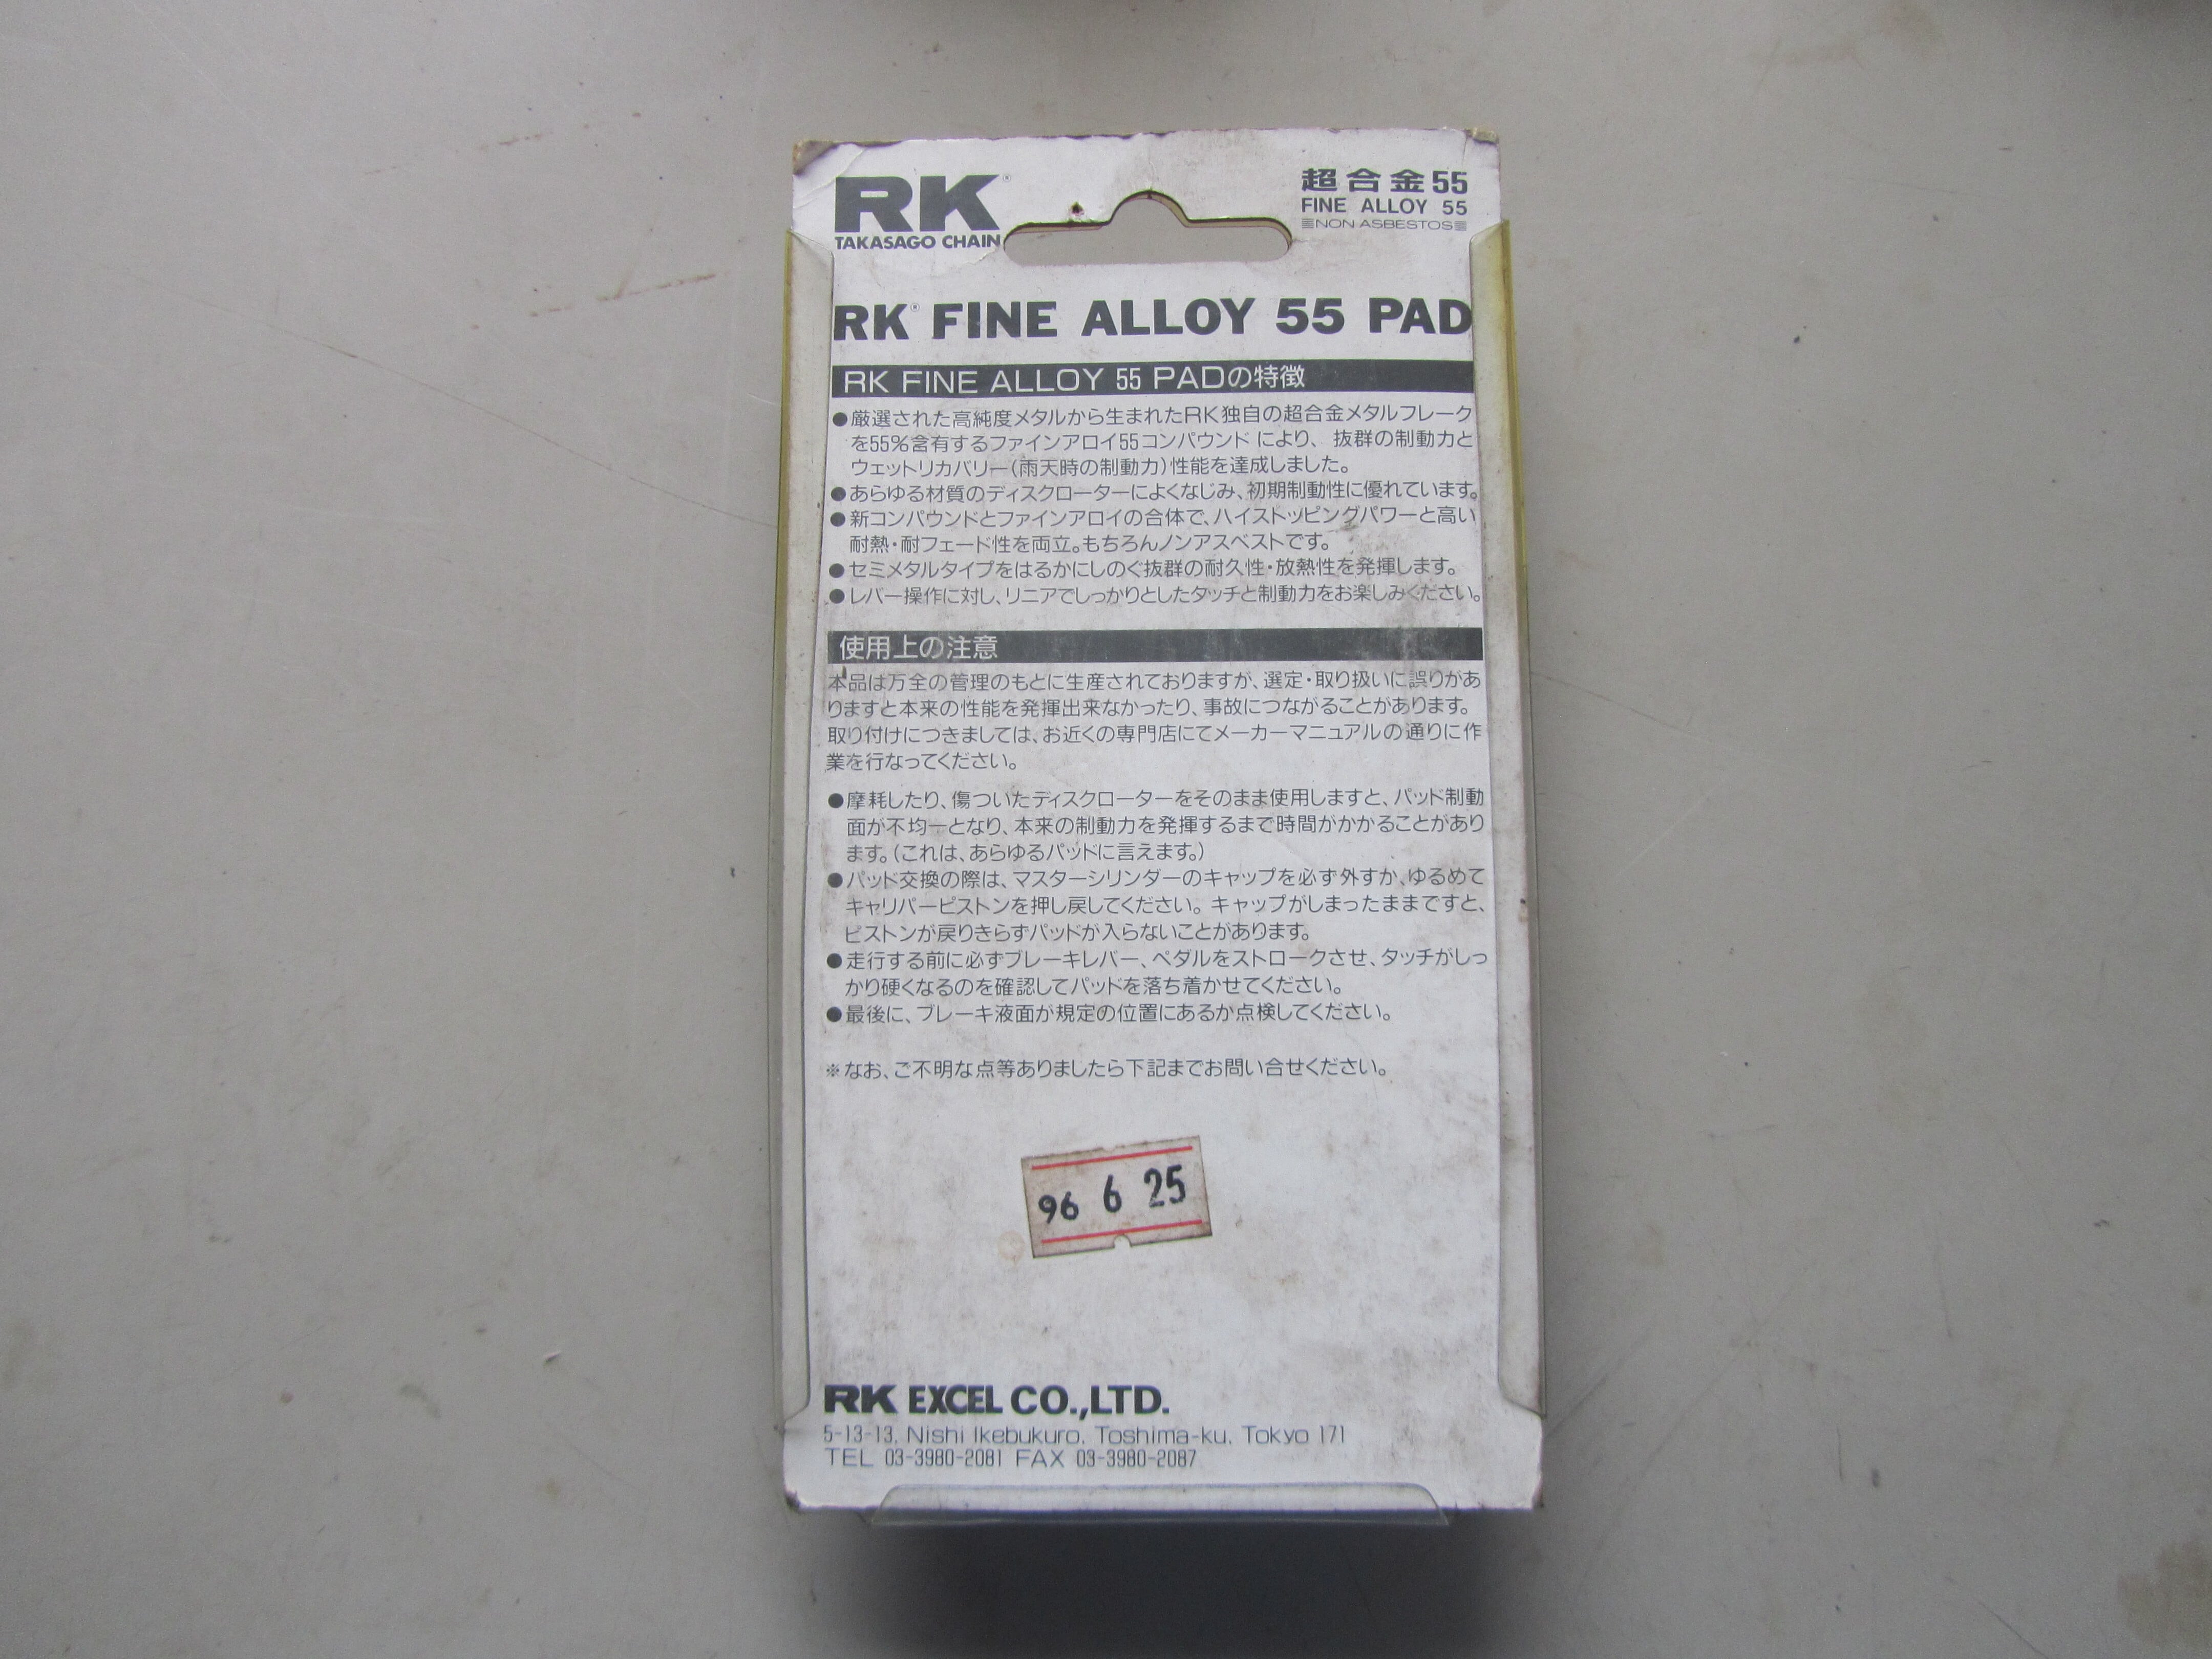 RK®
TAKASAGO CHAIN
超合金55
FINE ALLOY 55
NON ASBESTOS
RK® FINE ALLOY 55 PAD
RK FINE ALLOY 55 PADの特徴
●厳選された高純度メタルから生まれたRK独自の超合金メタルフレーク
を55%含有するファインアロイ55コンパウンドにより、抜群の制動力と
ウェットリカバリー(雨天時の制動力)性能を達成しました。
●あらゆる材質のディスクローターによくなじみ、初期制動性に優れています。
●新コンパウンドとファインアロイの合体で、ハイストッピングパワーと高い
耐熱・耐フェード性を両立。もちろんノンアスベストです。
●セミメタルタイプをはるかにしのぐ抜群の耐久性・放熱性を発揮します。
●レバー操作に対し、リニアでしっかりとしたタッチと制動力をお楽しみください。
使用上の注意
本品は万全の管理のもとに生産されておりますが、選定・取り扱いに誤りがあ
りますと本来の性能を発揮出来なかったり、事故につながることがあります。
取り付けにつきましては、お近くの専門店にてメーカーマニュアルの通りに作
業を行なってください。
●摩耗したり、傷ついたディスクローターをそのまま使用しますと、パッド制動
面が不均一となり、本来の制動力を発揮するまで時間がかかることがあり
ます。(これは、あらゆるパッドに言えます。)
●パッド交換の際は、マスターシリンダーのキャップを必ず外すか、ゆるめて
キャリパーピストンを押し戻してください。キャップがしまったままですと、
ピストンが戻りきらずパッドが入らないことがあります。
●走行する前に必ずブレーキレバー、ペダルをストロークさせ、タッチがしっ
かり硬くなるのを確認してパッドを落ち着かせてください。
●最後に、ブレーキ液面が規定の位置にあるか点検してください。
※なお、ご不明な点等ありましたら下記までお問い合せください。
96 6 25
RK EXCEL CO.,LTD.
5-13-13, Nishi Ikebukuro, Toshima-ku, Tokyo 171
TEL 03-3980-2081 FAX 03-3980-2087